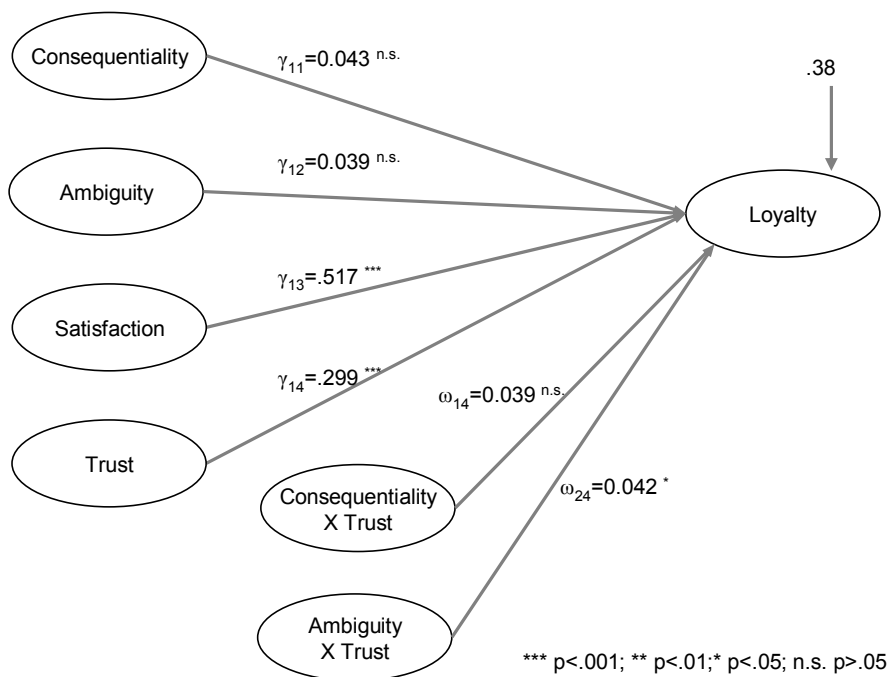 Consequentiality
γ11=0.043 n.s.
.38
γ12=0.039 n.s.
Ambiguity
Loyalty
γ13=.517 ***
Satisfaction
γ14=.299 ***
ω14=0.039 n.s.
Trust
Consequentiality
X Trust
ω24=0.042 *
Ambiguity
X Trust
*** p<.001; ** p<.01;* p<.05; n.s. p>.05